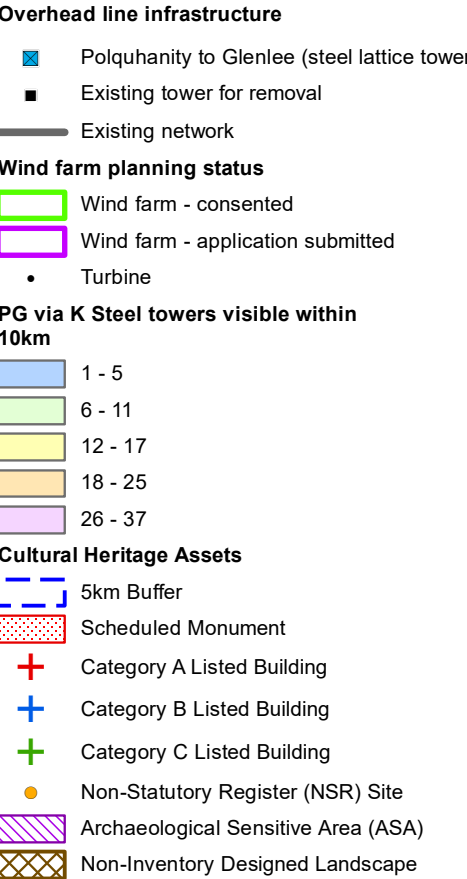 Overhead line infrastructure
Polquhanity to Glenlee (steel lattice tower
Existing tower for removal
Existing network
Wind farm planning status
Wind farm - consented
Wind farm - application submitted
Turbine
PG via K Steel towers visible within
10km
1 - 5
6 - 11
12 - 17
18 - 25
26 - 37
Cultural Heritage Assets
5km Buffer
Scheduled Monument
Category A Listed Building
Category B Listed Building
Category C Listed Building
Non-Statutory Register (NSR) Site
Archaeological Sensitive Area (ASA)
Non-Inventory Designed Landscape